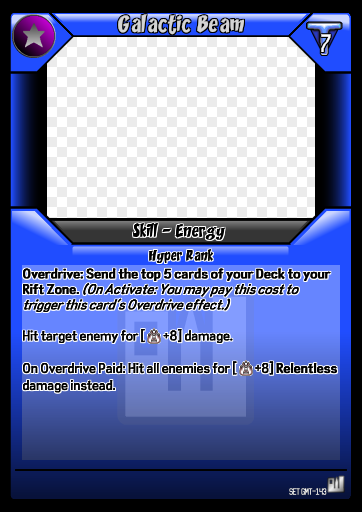 Galactic Beam
7
Skill - Energy
Hyper Rank
Overdrive: Send the top 5 cards of your Deck to your
Rift Zone. (On Activate: You may pay this cost to
trigger this card's Overdrive effect.)
Hit target enemy for [ +8] damage.
On Overdrive Paid: Hit all enemies for [ +8] Relentless
damage instead.
SET GMT-143